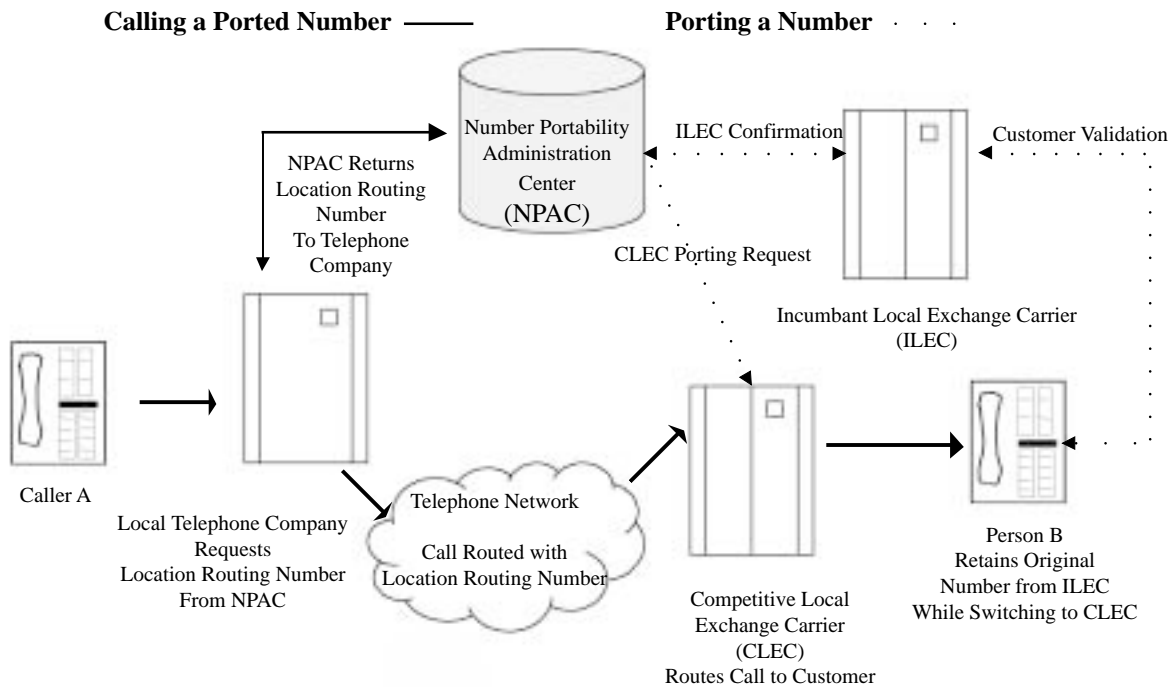 Calling a Ported Number
Porting a Number
Number Portability
Administration
Center
(NPAC)
ILEC Confirmation
Customer Validation
NPAC Returns
Location Routing
Number
To Telephone
Company
CLEC Porting Request
Incumbant Local Exchange Carrier
(ILEC)
Caller A
Local Telephone Company
Requests
Location Routing Number
From NPAC
Telephone Network
Call Routed with
Location Routing Number
Competitive Local
Exchange Carrier
(CLEC)
Routes Call to Customer
Person B
Retains Original
Number from ILEC
While Switching to CLEC